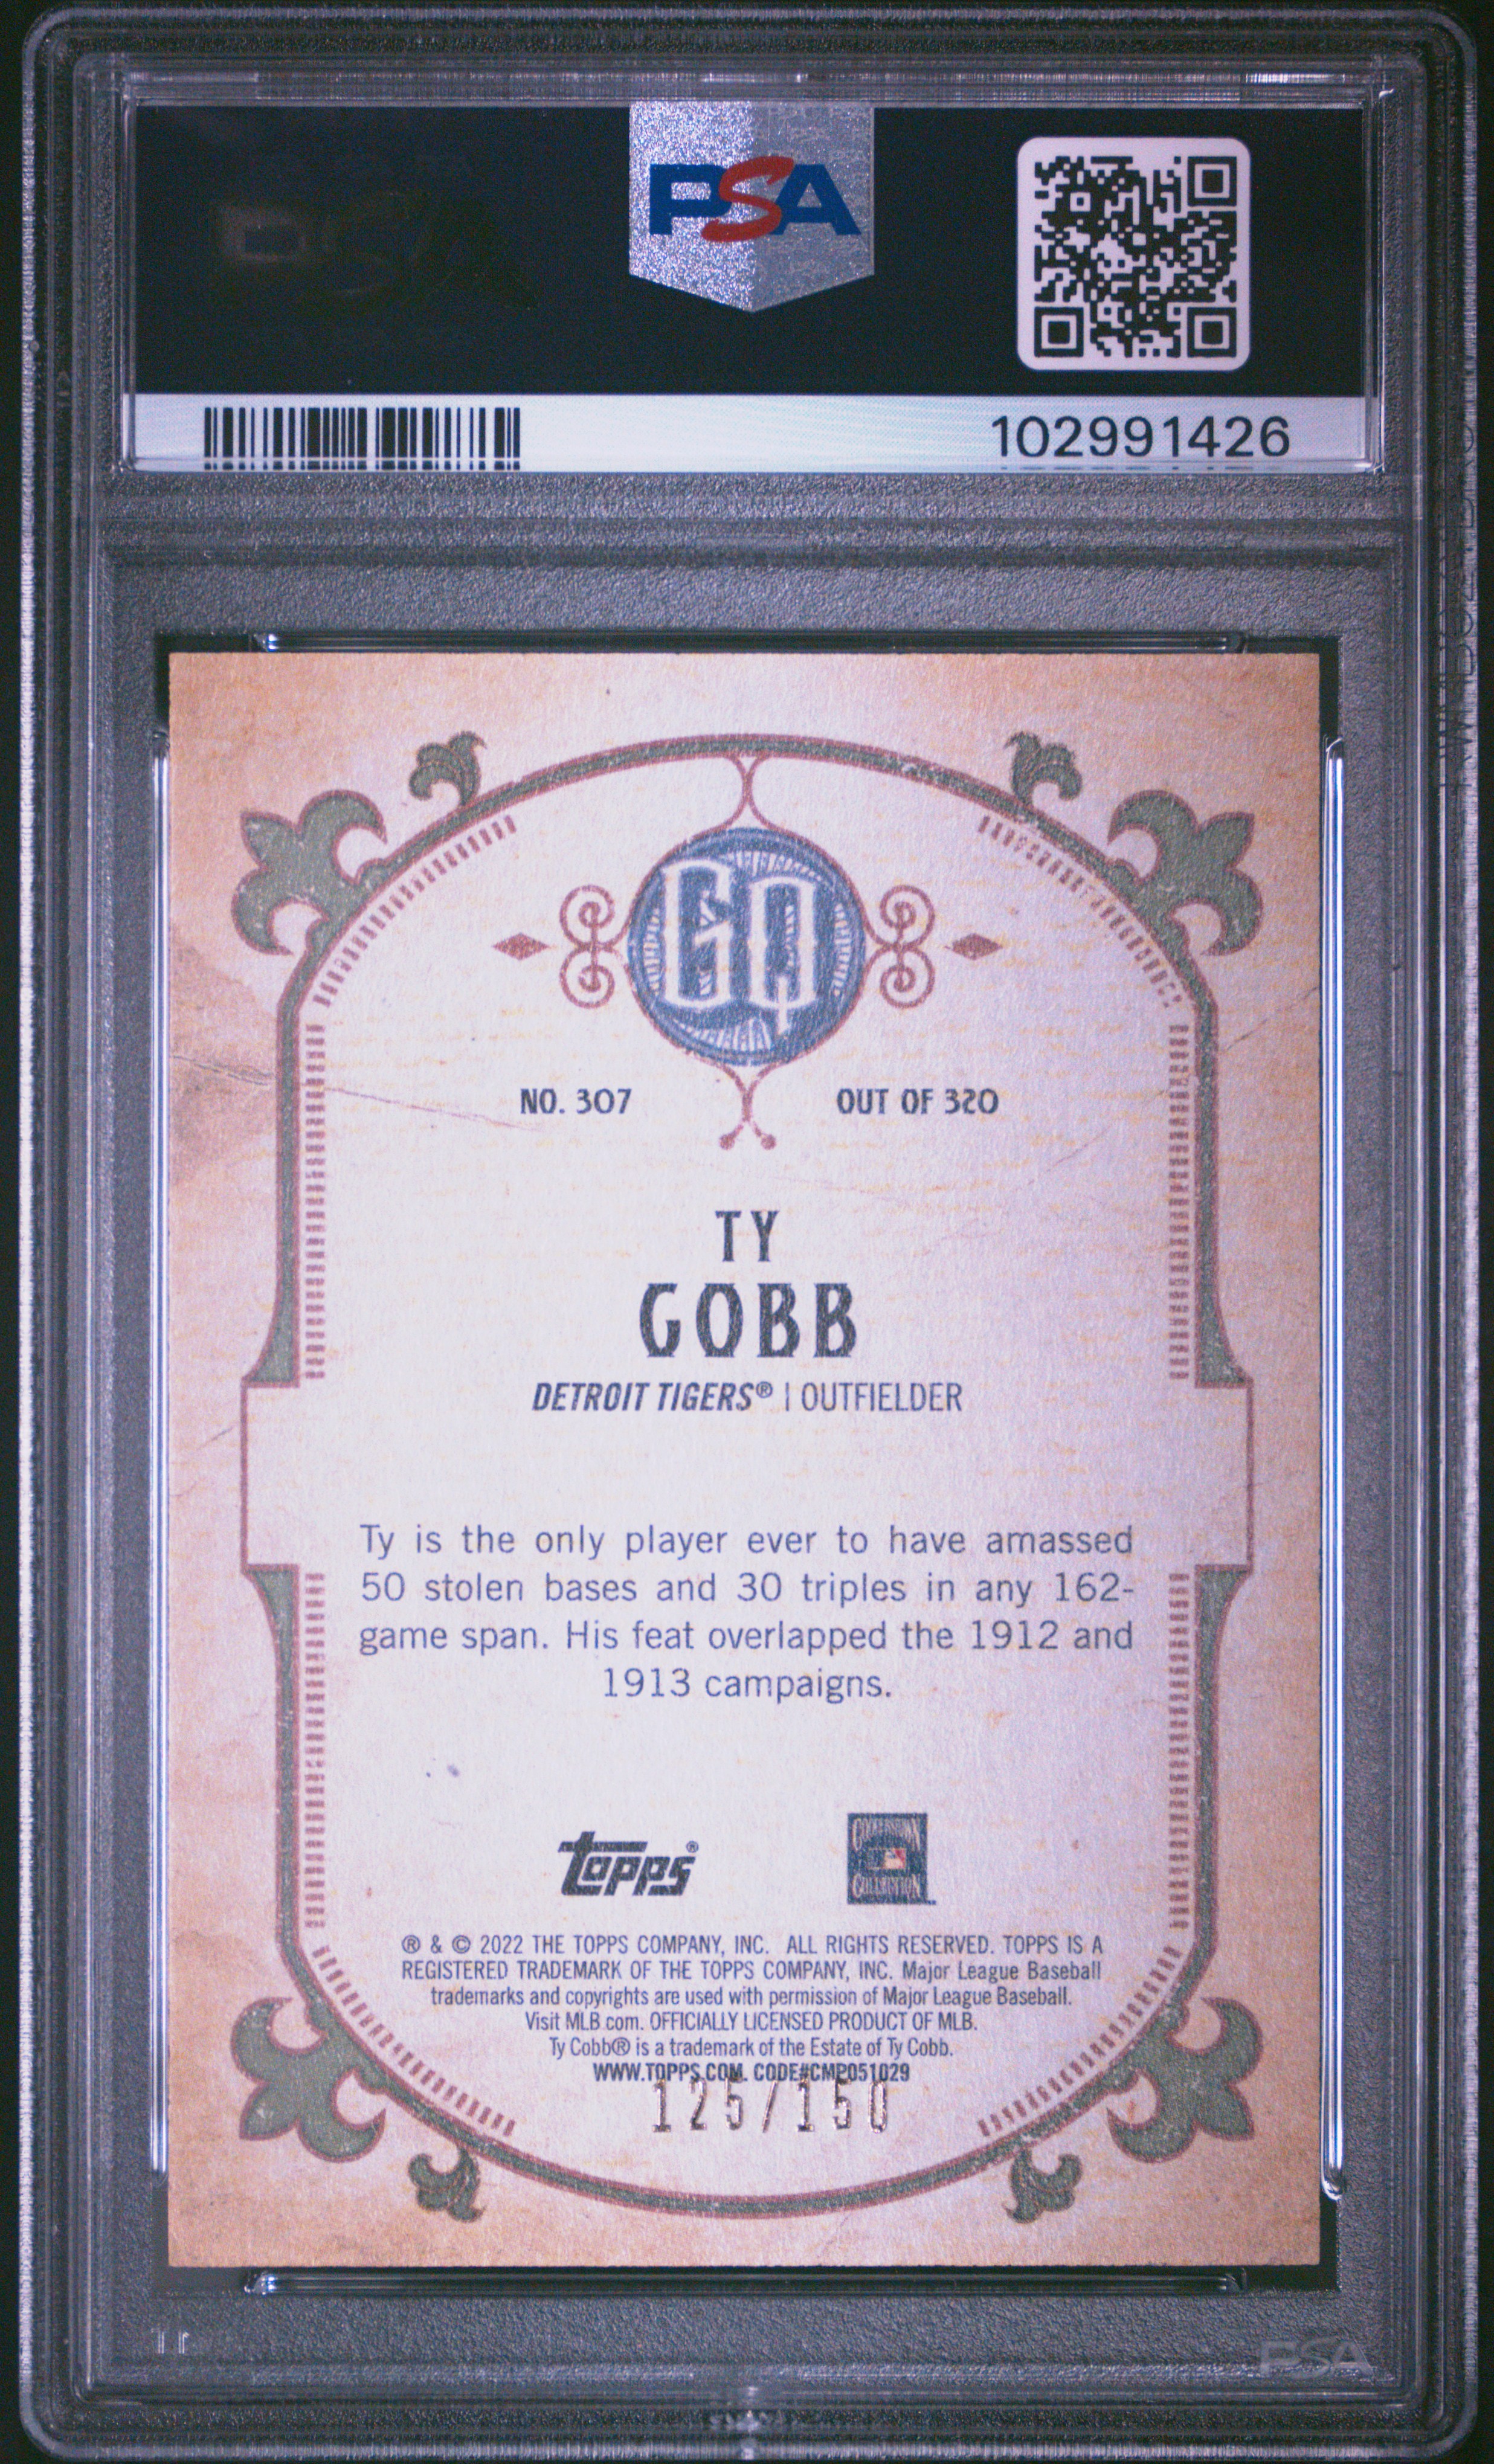 PSA
102991426
GQ
NO. 307 OUT OF 320
TY
COBB
DETROIT TIGERS® | OUTFIELDER
Ty is the only player ever to have amassed
50 stolen bases and 30 triples in any 162-
game span. His feat overlapped the 1912 and
1913 campaigns.
topps®
COOPERSTOWN
COLLECTION
® & © 2022 THE TOPPS COMPANY, INC. ALL RIGHTS RESERVED. TOPPS IS A
REGISTERED TRADEMARK OF THE TOPPS COMPANY, INC. Major League Baseball
trademarks and copyrights are used with permission of Major League Baseball.
Visit MLB.com. OFFICIALLY LICENSED PRODUCT OF MLB.
Ty Cobb® is a trademark of the Estate of Ty Cobb.
WWW.TOPPS.COM. CODE#CMP051029
125/150
PSA